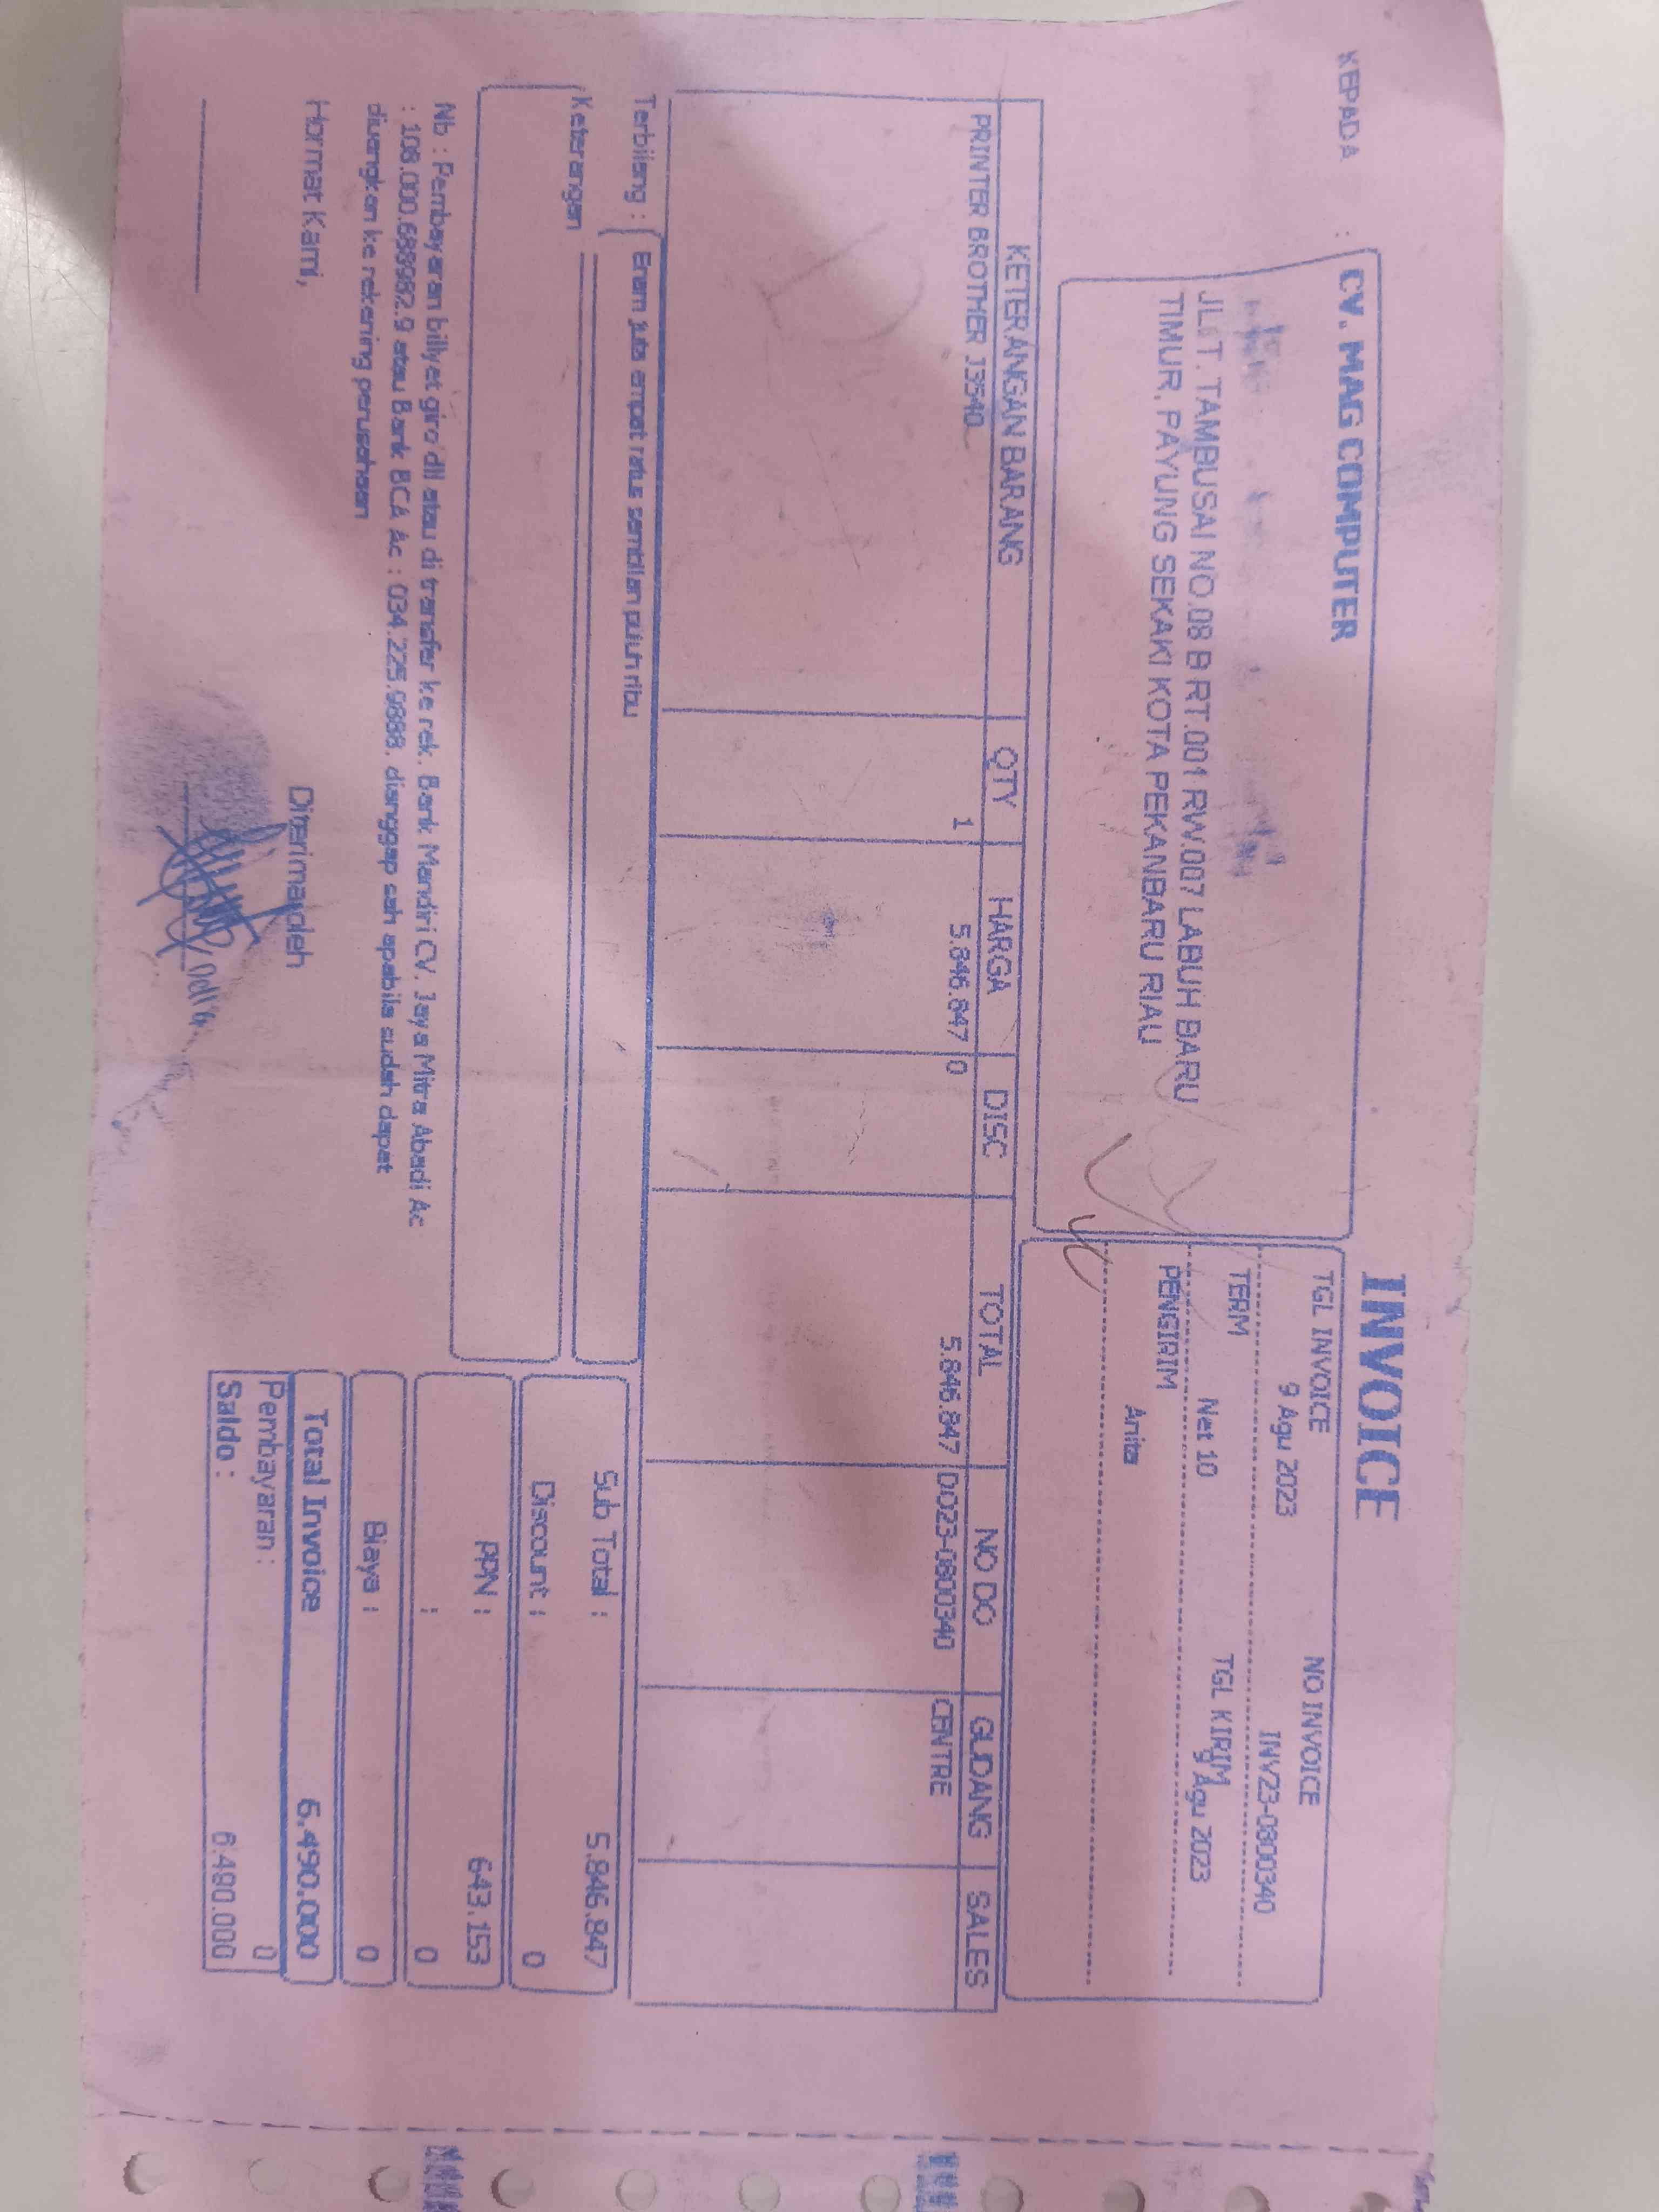 INVOICE
KEPADA :
CV. MAG COMPUTER
JL. T. TAMBUSAI NO.08 B RT.001 RW.007 LABUH BARU
TIMUR, PAYUNG SEKAKI KOTA PEKANBARU RIAU
TGL INVOICE NO INVOICE
9 Agu 2023 INV23-0800340
TERM TGL KIRIM
Net 10 9 Agu 2023
PENGIRIM
Anita
KETERANGAN BARANG QTY HARGA DISC TOTAL NO DO GUDANG SALES
PRINTER BROTHER J3540 1 5.846.847 0 5.846.847 DO23-0800340 CENTRE
Terbilang : Enam juta empat ratus sembilan puluh ribu
Keterangan
Sub Total : 5.846.847
Discount : 0
PPN : 643.153
: 0
Biaya : 0
Total Invoice 6.490.000
Pembayaran : 0
Saldo : 6.490.000
Nb : Pembayaran billyet giro dll atau di transfer ke rek. Bank Mandiri CV. Jaya Mitra Abadi Ac
: 108.000.688982.9 atau Bank BCA Ac : 034.225.9888. dianggap sah apabila sudah dapat
diuangkan ke rekening perusahaan
Hormat Kami, Diterima oleh